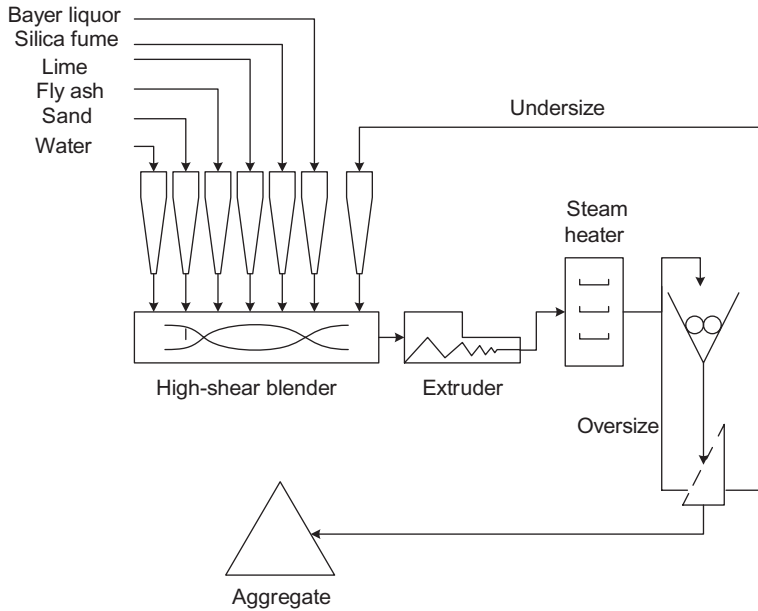 Bayer liquor
Silica fume
Lime
Fly ash
Sand
Water
Undersize
Steam
heater
High-shear blender
Extruder
Oversize
Aggregate